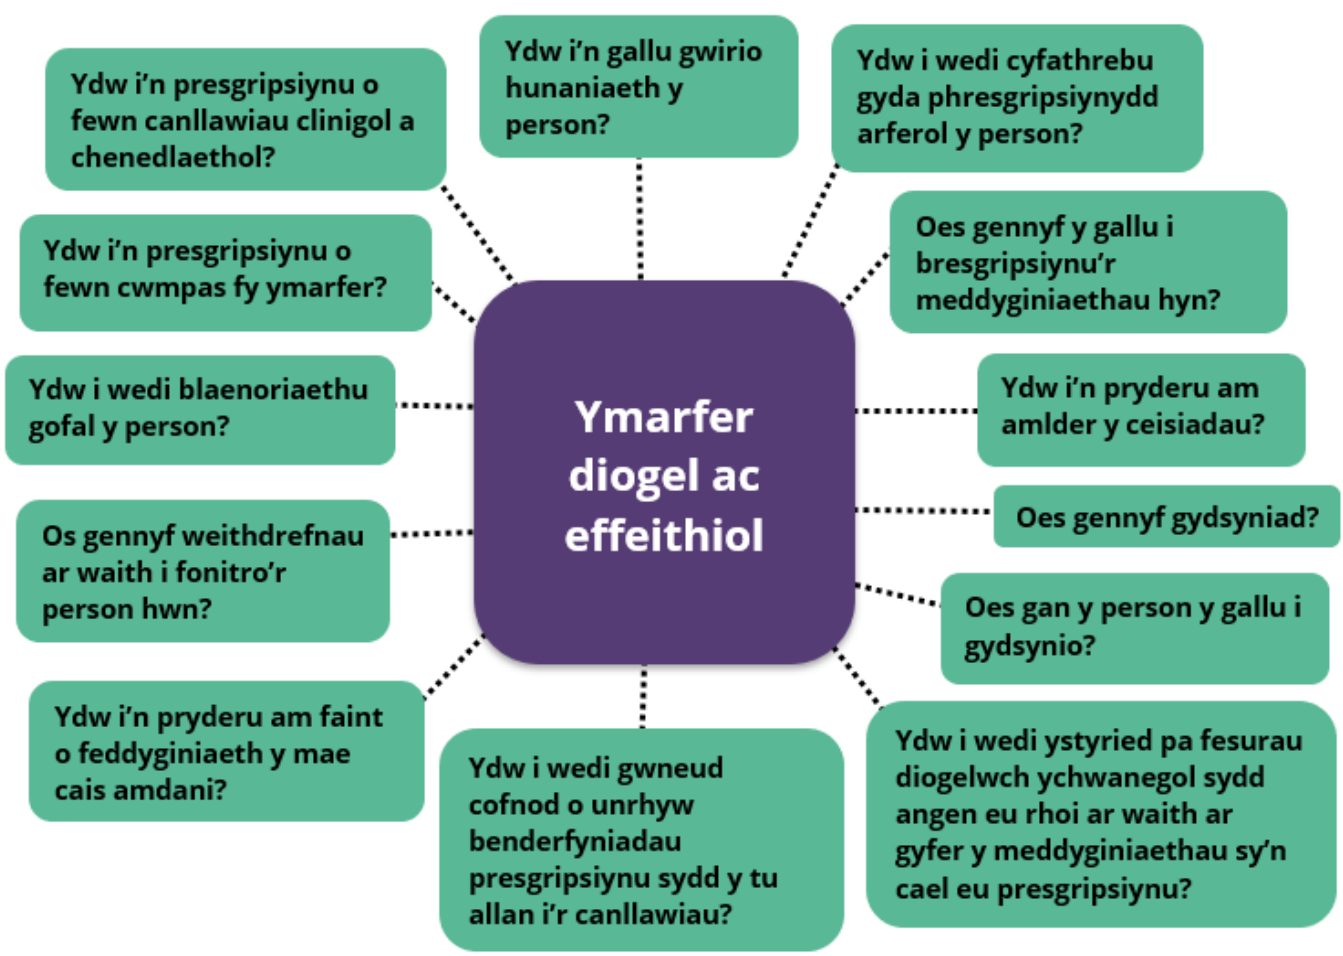 Ydw i'n presgripsiynu o
fewn canllawiau clinigol a
chenedlaethol?
Ydw i'n gallu gwirio
hunaniaeth y
person?
Ydw i wedi cyfathrebu
gyda phresgripsiynydd
arferol y person?
Ydw i'n presgripsiynu o
fewn cwmpas fy ymarfer?
Oes gennyf y gallu i
bresgripsiynu'r
meddyginiaethau hyn?
Ydw i wedi blaenoriaethu
gofal y person?
Ymarfer
diogel ac
effeithiol
Ydw i'n pryderu am
amlder y ceisiadau?
Os gennyf weithdrefnau
ar waith i fonitro'r
person hwn?
Oes gennyf gydsyniad?
Oes gan y person y gallu i
gydsynio?
Ydw i'n pryderu am faint
o feddyginiaeth y mae
cais amdani?
Ydw i wedi gwneud
cofnod o unrhyw
benderfyniadau
presgripsiynu sydd y tu
allan i'r canllawiau?
Ydw i wedi ystyried pa fesurau
diogelwch ychwanegol sydd
angen eu rhoi ar waith ar
gyfer y meddyginiaethau sy'n
cael eu presgripsiynu?